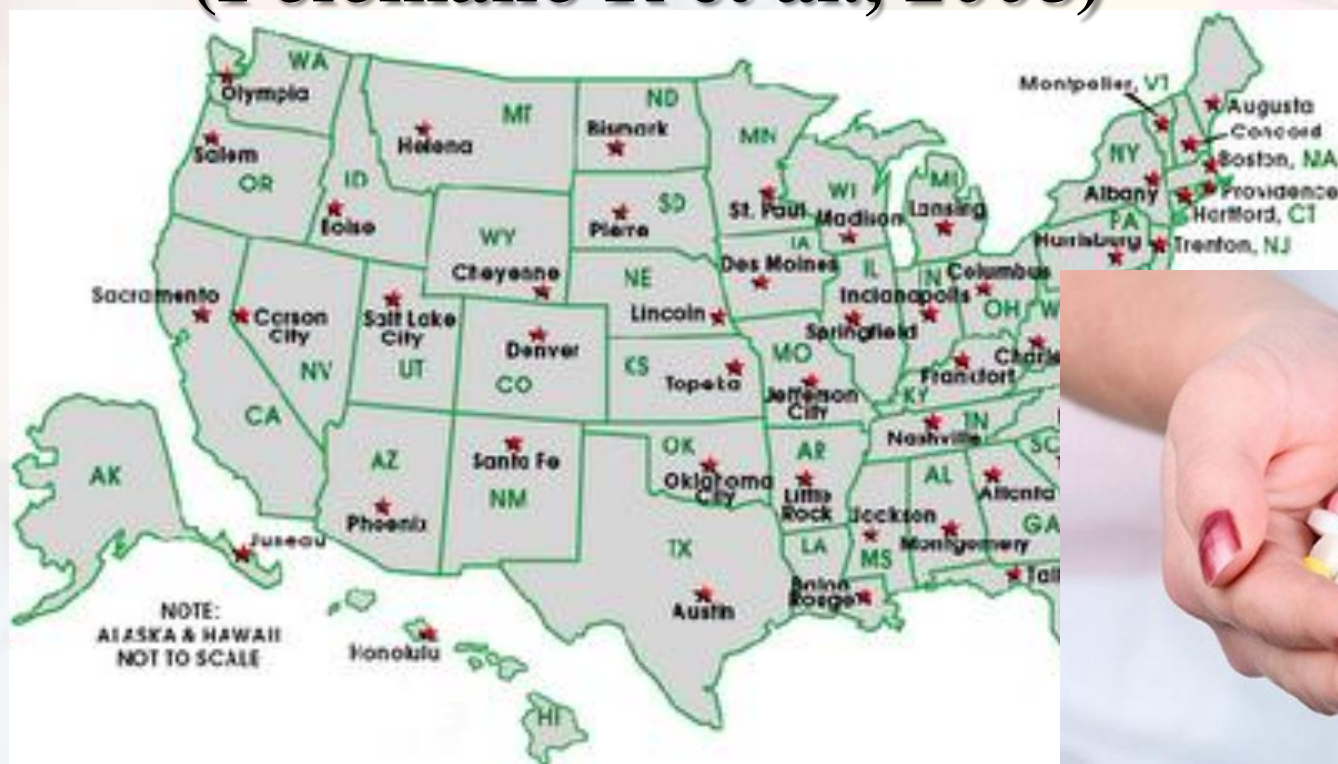 WA
Olympia
Salem
OR
ID
Boise
MT
Helena
ND
Bismark
MN
St. Paul
SD
Pierre
WY
Cheyenne
NE
Lincoln
IA
Des Moines
WI
Madison
MI
Lansing
IL
Springfield
IN
Indianapolis
Columbus
OH
Montpelier, VT
Augusta
Concord
Boston, MA
Providence
Hartford, CT
NY
Albany
PA
Harrisburg
Trenton, NJ
Sacramento
CA
Carson
City
NV
Salt Lake
City
UT
Denver
CO
KS
Topeka
MO
Jefferson
City
KY
Frankfort
TN
Nashville
AZ
Phoenix
Santa Fe
NM
OK
Oklahoma
City
AR
Little
Rock
TX
Austin
LA
Baton
Rouge
Jackson
MS
AL
Montgomery
Atlanta
GA
SC
AK
Juneau
NOTE:
ALASKA & HAWAII
NOT TO SCALE
Honolulu
HI